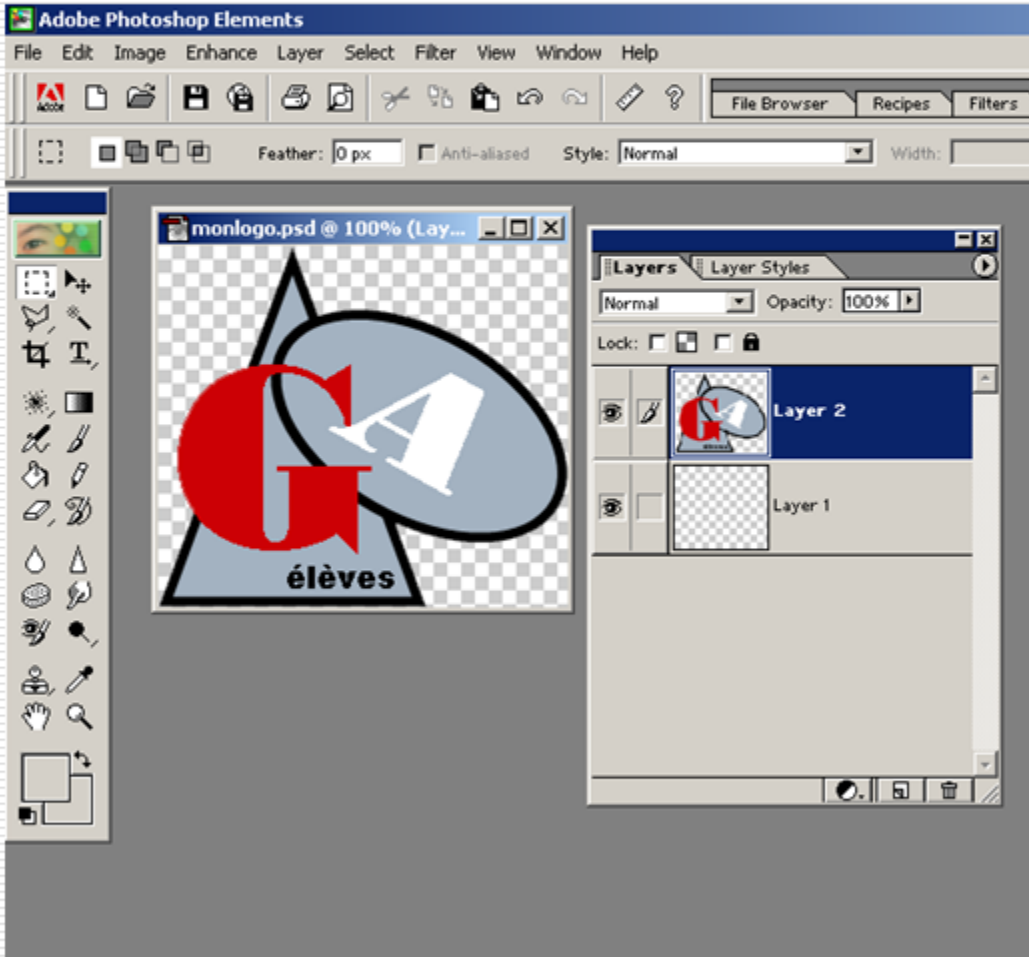 Adobe Photoshop Elements
File Edit Image Enhance Layer Select Filter View Window Help
Adobe
File Browser Recipes Filters
Feather: 0 px Anti-aliased Style: Normal Width:
monlogo.psd @ 100% (Lay...
G A
élèves
Layers Layer Styles
Normal Opacity: 100%
Lock:
Layer 2
Layer 1